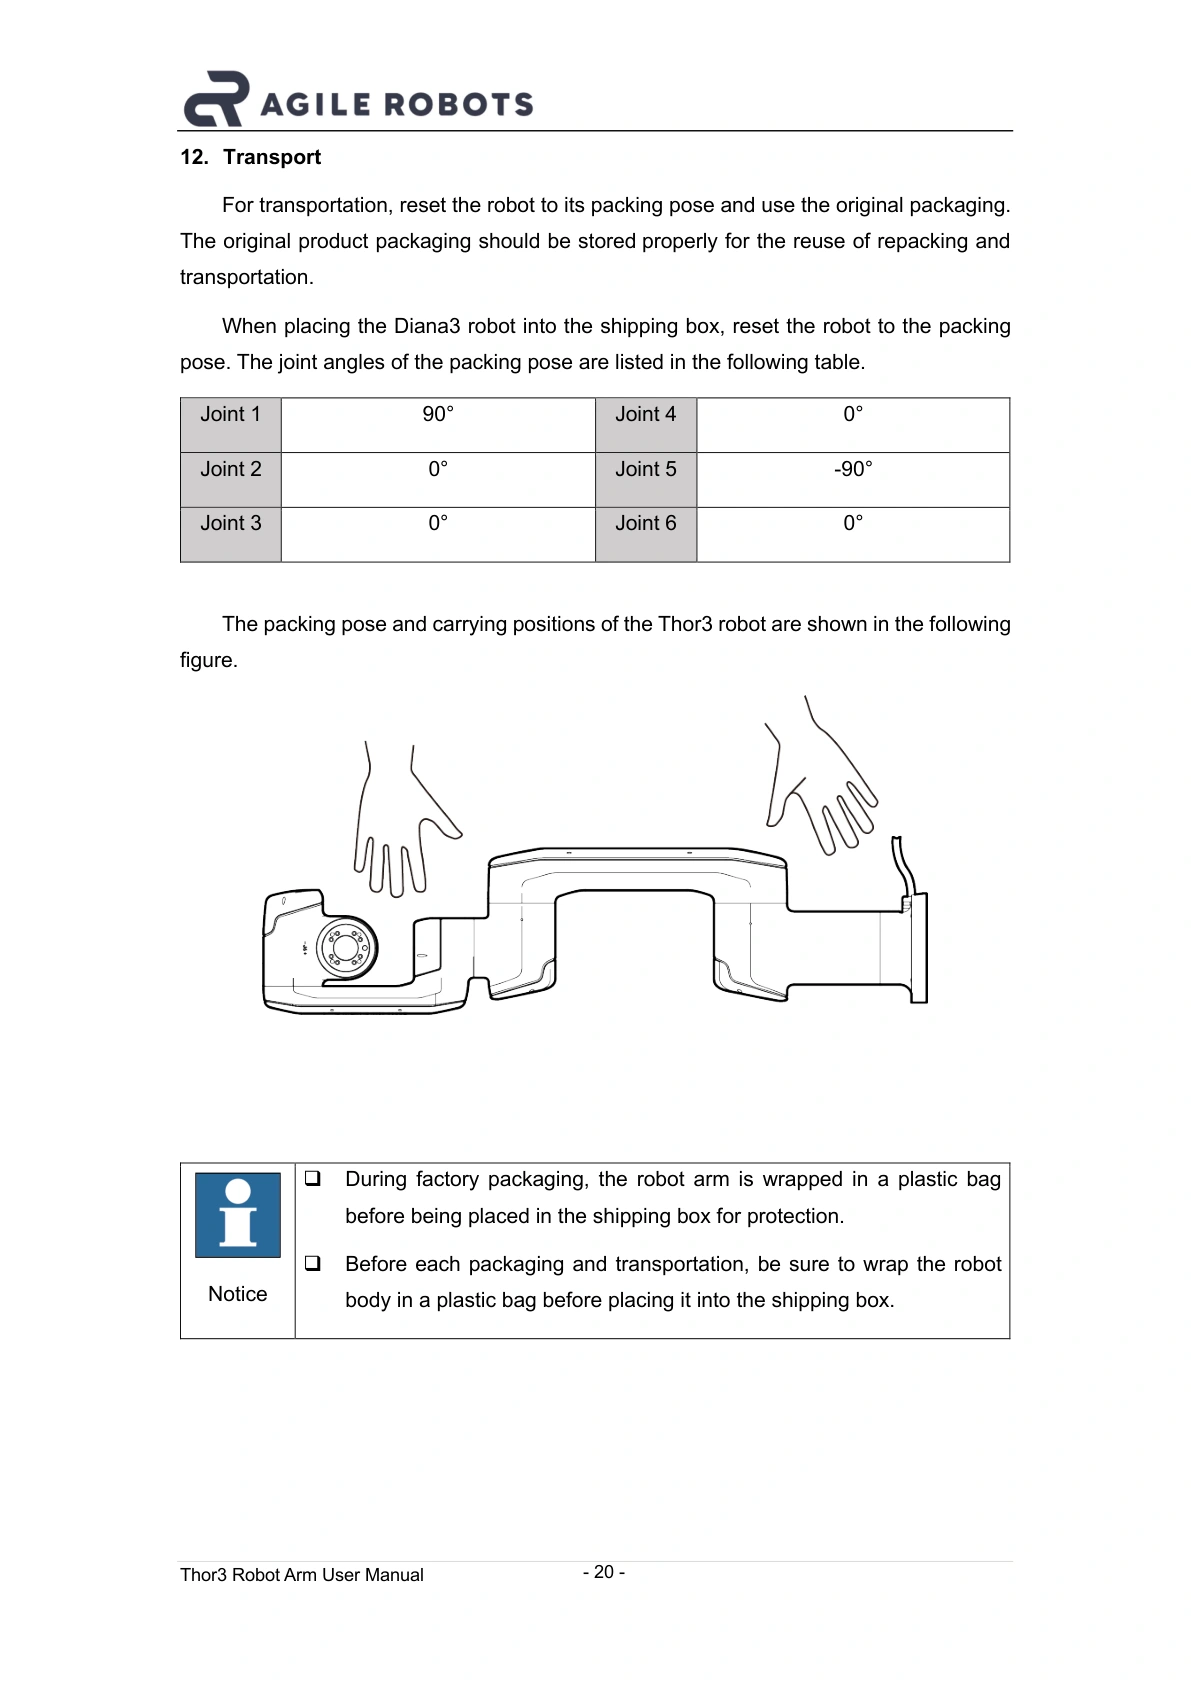 AGILE ROBOTS
12. Transport
For transportation, reset the robot to its packing pose and use the original packaging.
The original product packaging should be stored properly for the reuse of repacking and
transportation.
When placing the Diana3 robot into the shipping box, reset the robot to the packing
pose. The joint angles of the packing pose are listed in the following table.
Joint 1 90° Joint 4 0°
Joint 2 0° Joint 5 -90°
Joint 3 0° Joint 6 0°
The packing pose and carrying positions of the Thor3 robot are shown in the following
figure.
❑ During factory packaging, the robot arm is wrapped in a plastic bag
before being placed in the shipping box for protection.
❑ Before each packaging and transportation, be sure to wrap the robot
body in a plastic bag before placing it into the shipping box.
Notice
Thor3 Robot Arm User Manual - 20 -